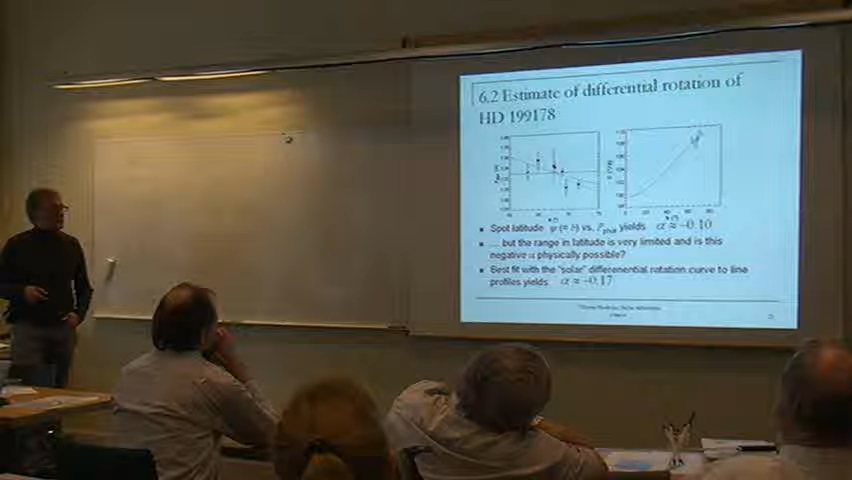 6.2 Estimate of differential rotation of
HD 199178
Spot latitude ψ (= θ) vs. Pphot yields α ≈ -0.10
... but the range in latitude is very limited and is this
negative α physically possible?
Best fit with the "solar" differenential rotation curve to line
profiles yields α ≈ -0.17